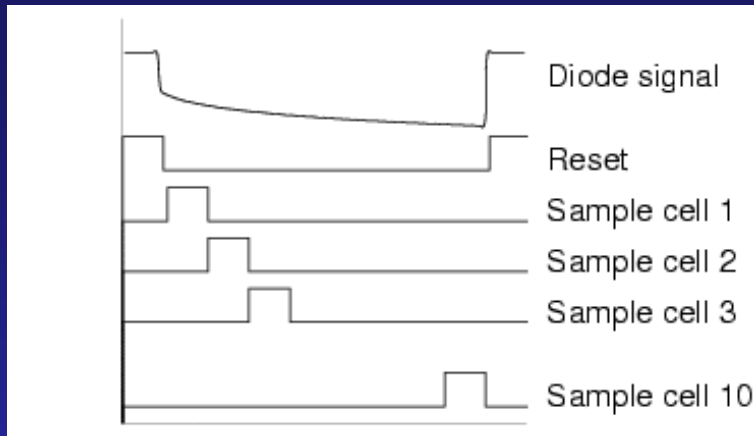 Diode signal
Reset
Sample cell 1
Sample cell 2
Sample cell 3
Sample cell 10